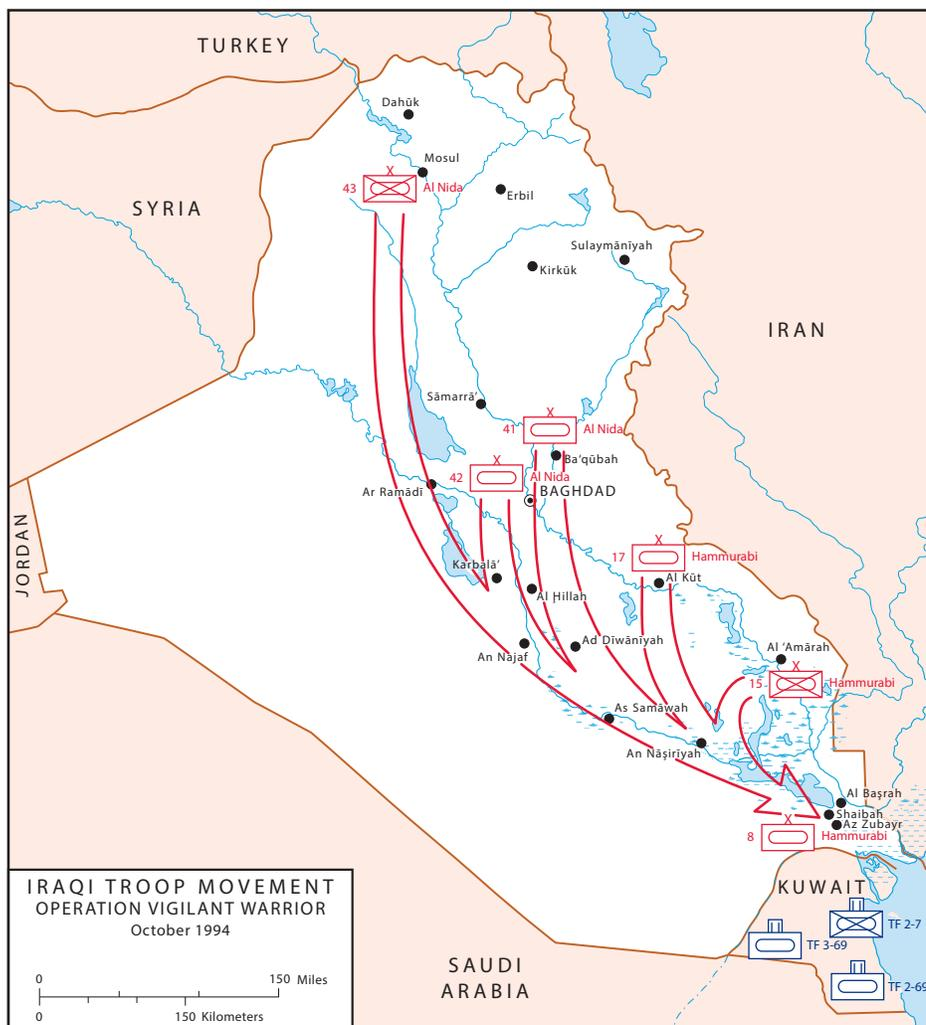 TURKEY
Dahūk
Mosul
X
43
Al Nida
Erbil
SYRIA
Sulaymānīyah
Kirkūk
IRAN
Sāmarrā'
X
41
Al Nida
Ba'qūbah
X
42
Al Nida
BAGHDAD
Ar Ramādī
JORDAN
X
17
Hammurabi
Karbalā'
Al Kūt
Al Ḥillah
Ad Dīwānīyah
An Najaf
Al 'Amārah
X
15
Hammurabi
As Samāwah
An Nāşirīyah
Al Başrah
Shaibah
Az Zubayr
X
8
Hammurabi
KUWAIT
TF 2-7
TF 3-69
TF 2-69
SAUDI
ARABIA
IRAQI TROOP MOVEMENT
OPERATION VIGILANT WARRIOR
October 1994
0 150 Miles
0 150 Kilometers